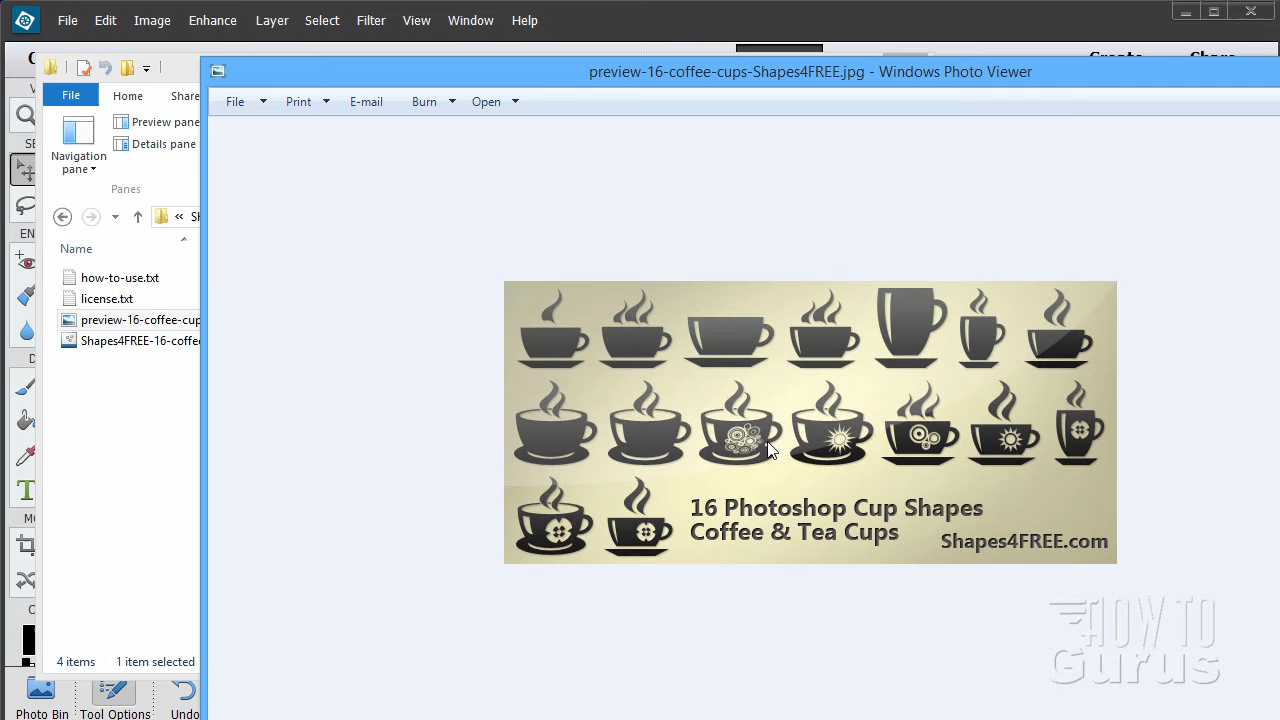 File Edit Image Enhance Layer Select Filter View Window Help
preview-16-coffee-cups-Shapes4FREE.jpg - Windows Photo Viewer
File Home Share
File Print E-mail Burn Open
Preview pane
Details pane
Navigation
pane
Panes
Name
how-to-use.txt
license.txt
preview-16-coffee-cup
Shapes4FREE-16-coffee
16 Photoshop Cup Shapes
Coffee & Tea Cups
Shapes4FREE.com
HOW TO
Gurus
4 items 1 item selected
Photo Bin Tool Options Undo